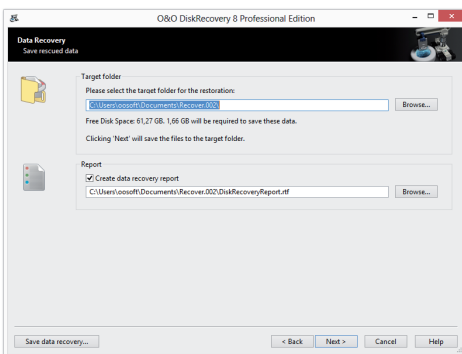 O&O DiskRecovery 8 Professional Edition
Data Recovery
Save rescued data
Target folder
Please select the target folder for the restoration:
C:\Users\oosoft\Documents\Recover.002\
Browse...
Free Disk Space: 61,27 GB. 1,66 GB will be required to save these data.
Clicking 'Next' will save the files to the target folder.
Report
Create data recovery report
C:\Users\oosoft\Documents\Recover.002\DiskRecoveryReport.rtf
Browse...
Save data recovery...
< Back
Next >
Cancel
Help